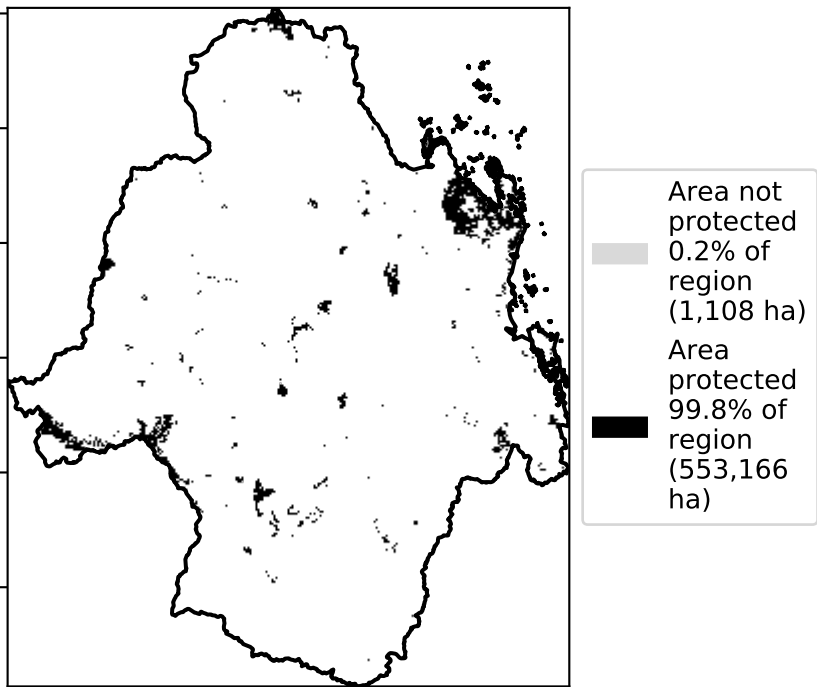 Area not
protected
0.2% of
region
(1,108 ha)
Area
protected
99.8% of
region
(553,166
ha)